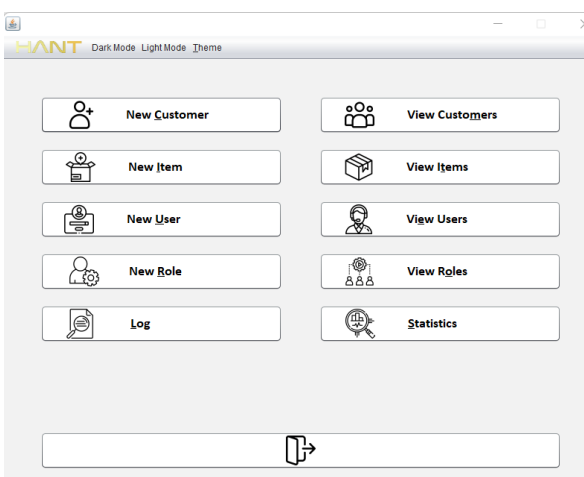 HANT Dark Mode Light Mode Theme
New Customer
View Customers
New Item
View Items
New User
View Users
New Role
View Roles
Log
Statistics